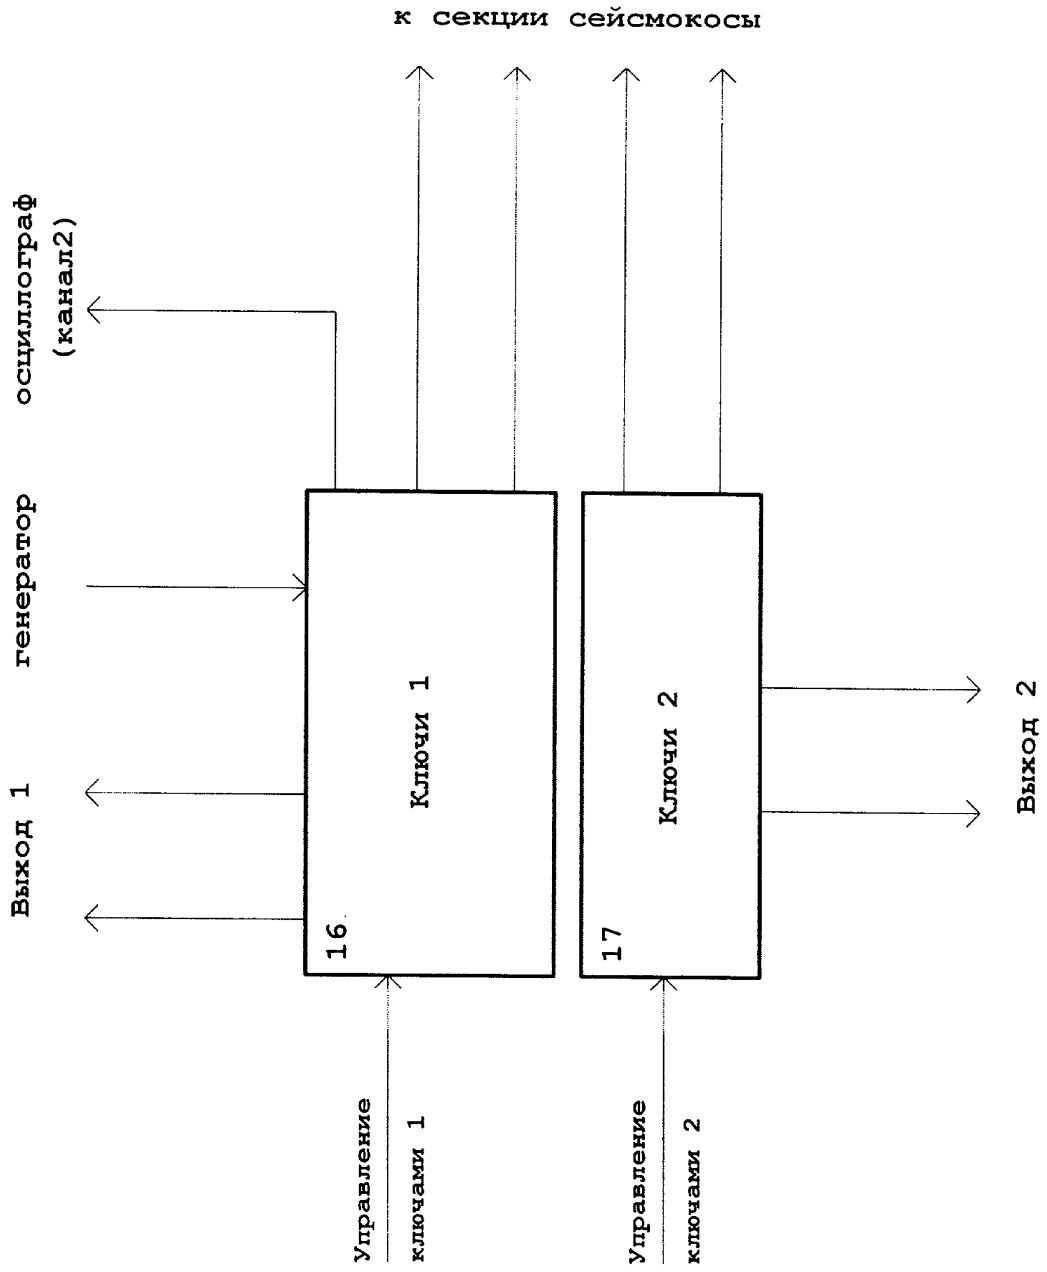 к секции сейсмокосы
осциллограф
(канал2)
генератор
Выход 1
Ключи 1
16
Ключи 2
17
Выход 2
Управление
ключами 1
Управление
ключами 2